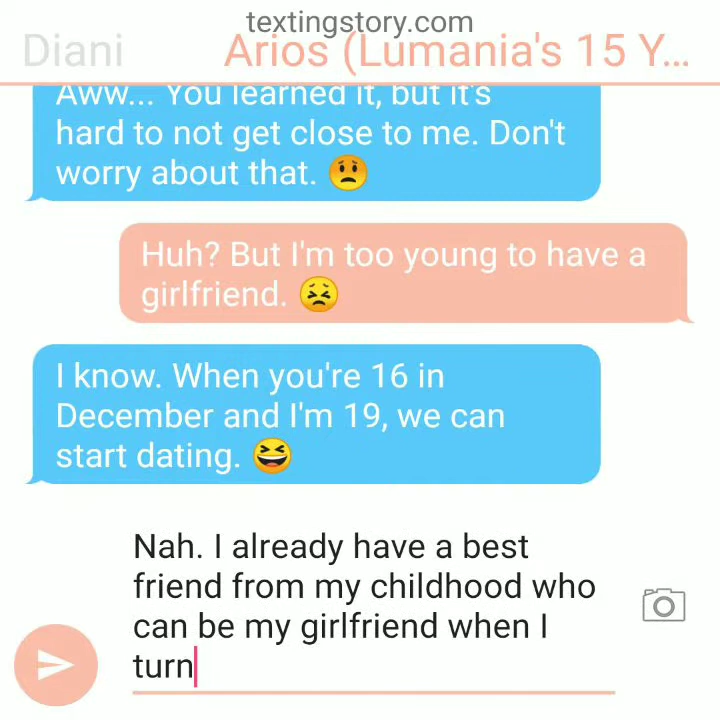 textingstory.com
Diani
Arios (Lumania's 15 Y...
Aww... You learned it, but it's
hard to not get close to me. Don't
worry about that. 😟
Huh? But I'm too young to have a
girlfriend. 😣
I know. When you're 16 in
December and I'm 19, we can
start dating. 😆
Nah. I already have a best
friend from my childhood who
can be my girlfriend when I
turn